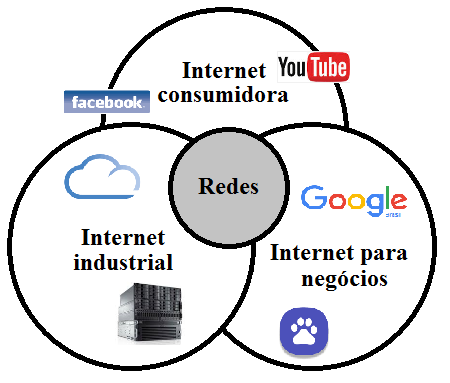 Internet
consumidora
YouTube
facebook
Redes
Google
Internet
industrial
Internet para
negócios